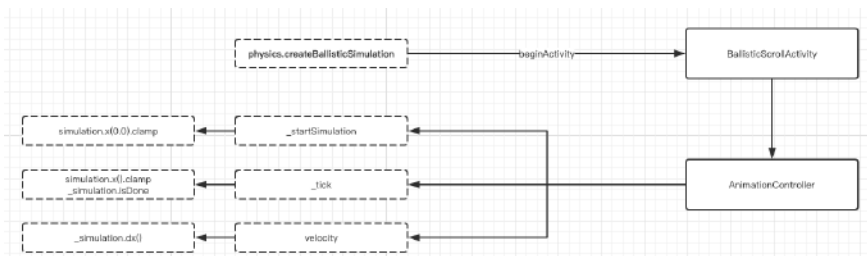 physics.createBallisticSimulation
beginActivity
BallisticScrollActivity
simulation.x(0.0).clamp
_startSimulation
simulation.x().clamp
_simulation.isDone
_tick
AnimationController
_simulation.dx()
velocity